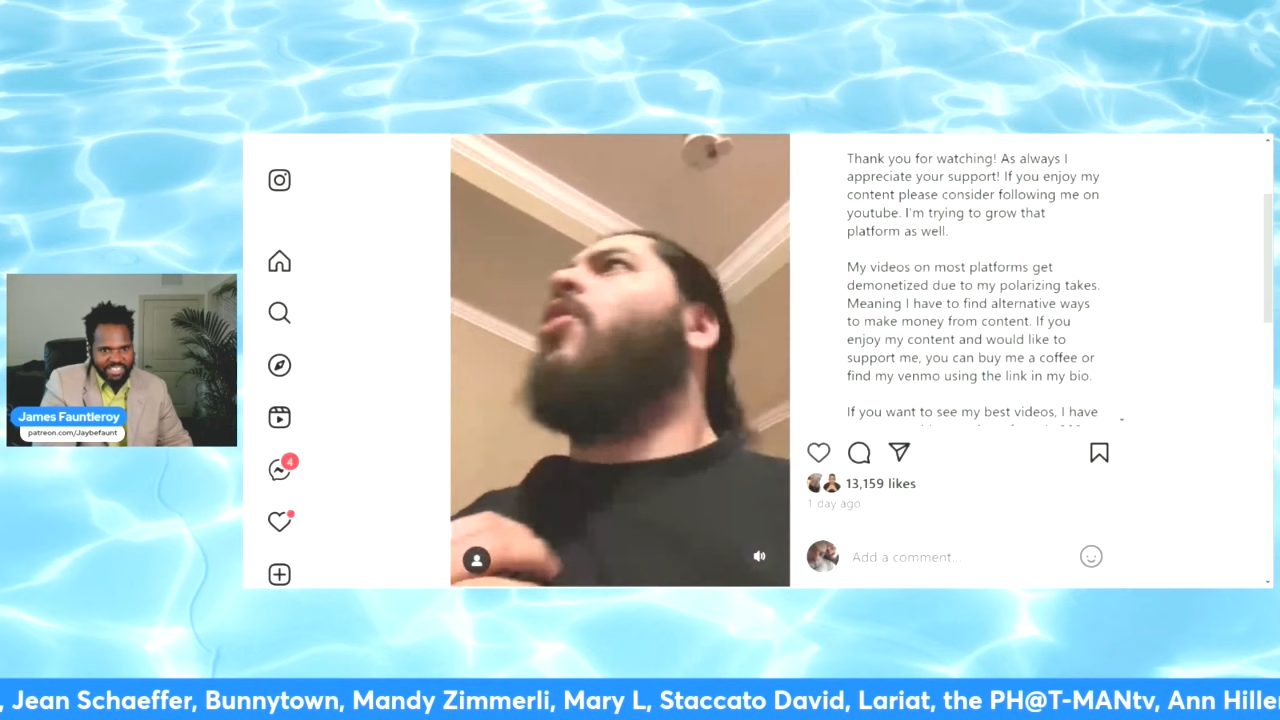 Thank you for watching! As always I
appreciate your support! If you enjoy my
content please consider following me on
youtube. I'm trying to grow that
platform as well.
My videos on most platforms get
demonetized due to my polarizing takes.
Meaning I have to find alternative ways
to make money from content. If you
enjoy my content and would like to
support me, you can buy me a coffee or
find my venmo using the link in my bio.
If you want to see my best videos, I have
4
13,159 likes
1 day ago
Add a comment...
James Fauntleroy
patreon.com/Jaybefaunt
, Jean Schaeffer, Bunnytown, Mandy Zimmerli, Mary L, Staccato David, Lariat, the PH@T-MANtv, Ann Hille